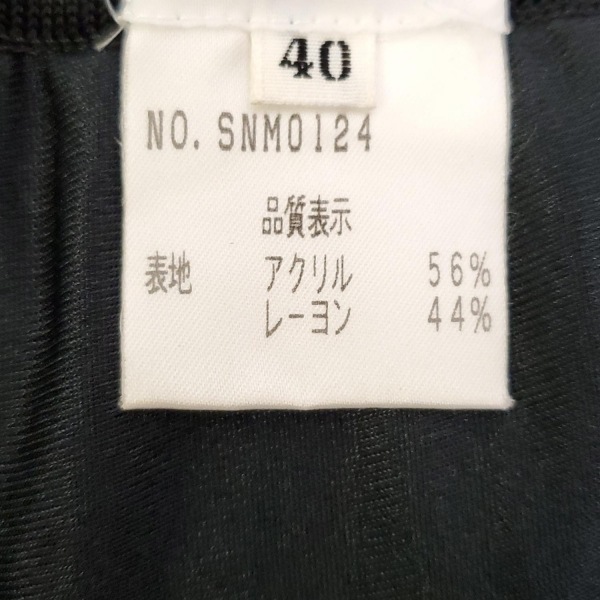 40
NO. SNM0124
品質表示
表地 アクリル 56%
レーヨン 44%